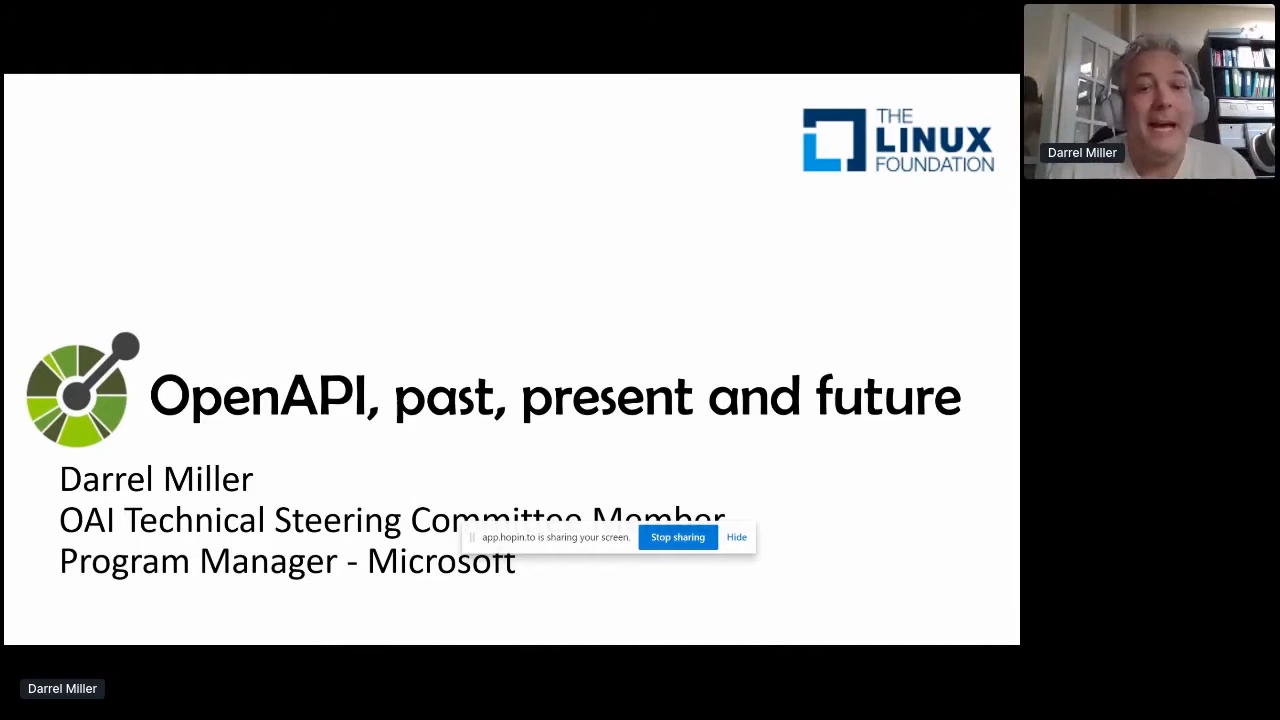 THE
LINUX
FOUNDATION
Darrel Miller
OpenAPI, past, present and future
Darrel Miller
OAI Technical Steering Committee Member
app.hopin.to is sharing your screen.
Stop sharing
Hide
Program Manager - Microsoft
Darrel Miller